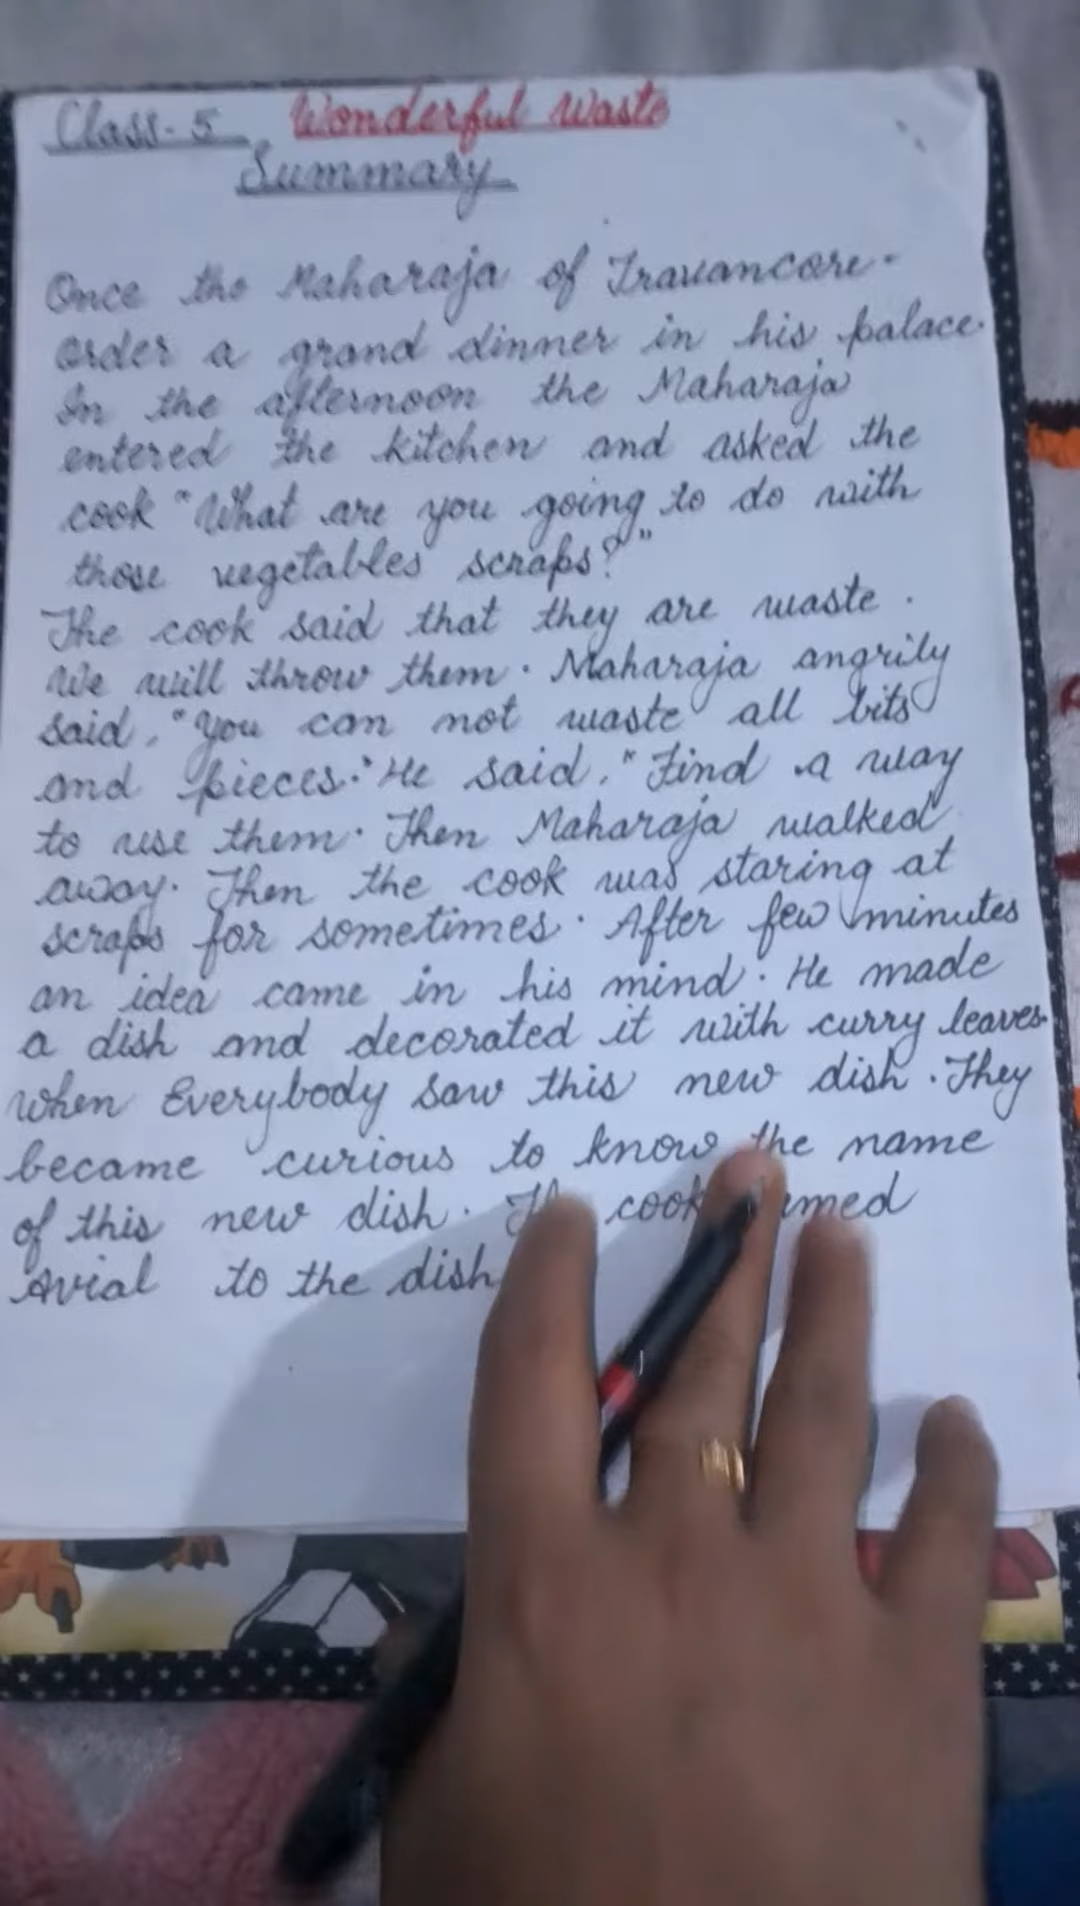 Class-5 Wonderful Waste
Summary
Once the Maharaja of Travancore
order a grand dinner in his palace.
In the afternoon the Maharaja
entered the kitchen and asked the
cook "What are you going to do with
those vegetables scraps?"
The cook said that they are waste.
We will throw them. Maharaja angrily
said, "You can not waste all bits
and pieces." He said, "Find a way
to use them. Then Maharaja walked
away. Then the cook was staring at
scraps for sometimes. After few minutes
an idea came in his mind. He made
a dish and decorated it with curry leaves.
When Everybody saw this new dish. They
became curious to know the name
of this new dish. cook
Avial to the dish